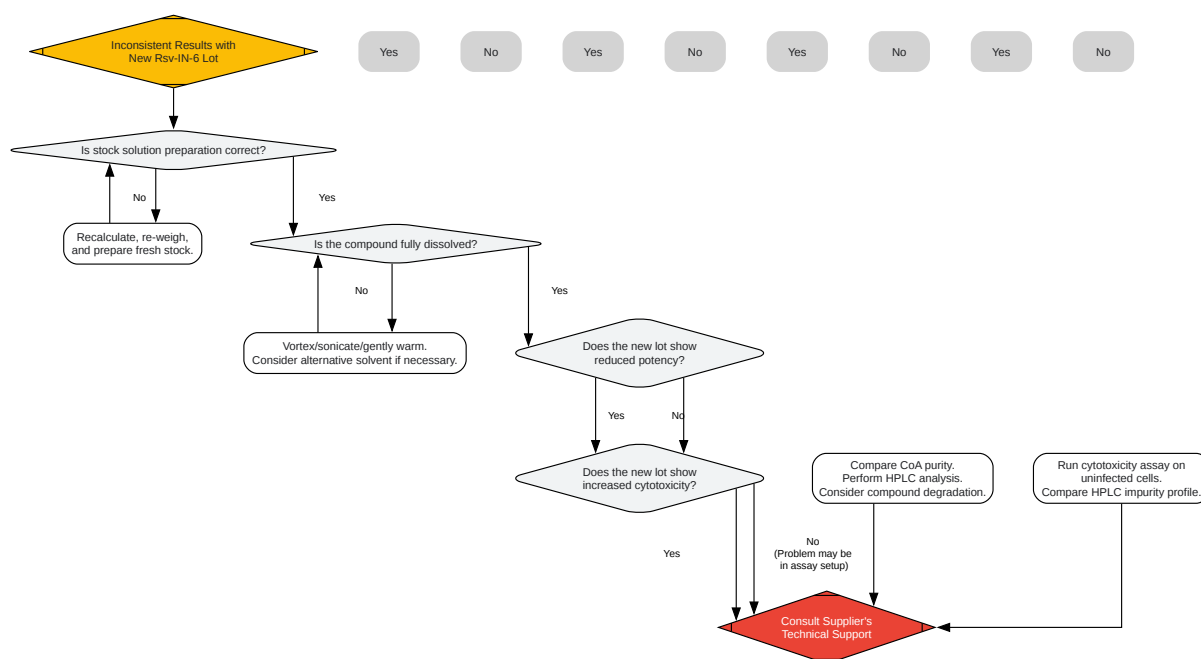 Inconsistent Results with
New Rsv-IN-6 Lot
Yes
No
Yes
No
Yes
No
Yes
No
Is stock solution preparation correct?
No
Yes
Recalculate, re-weigh,
and prepare fresh stock.
Is the compound fully dissolved?
No
Yes
Vortex/sonicate/gently warm.
Consider alternative solvent if necessary.
Does the new lot show
reduced potency?
Yes
No
Does the new lot show
increased cytotoxicity?
Compare CoA purity.
Perform HPLC analysis.
Consider compound degradation.
Run cytotoxicity assay on
uninfected cells.
Compare HPLC impurity profile.
Yes
No
(Problem may be
in assay setup)
Consult Supplier's
Technical Support